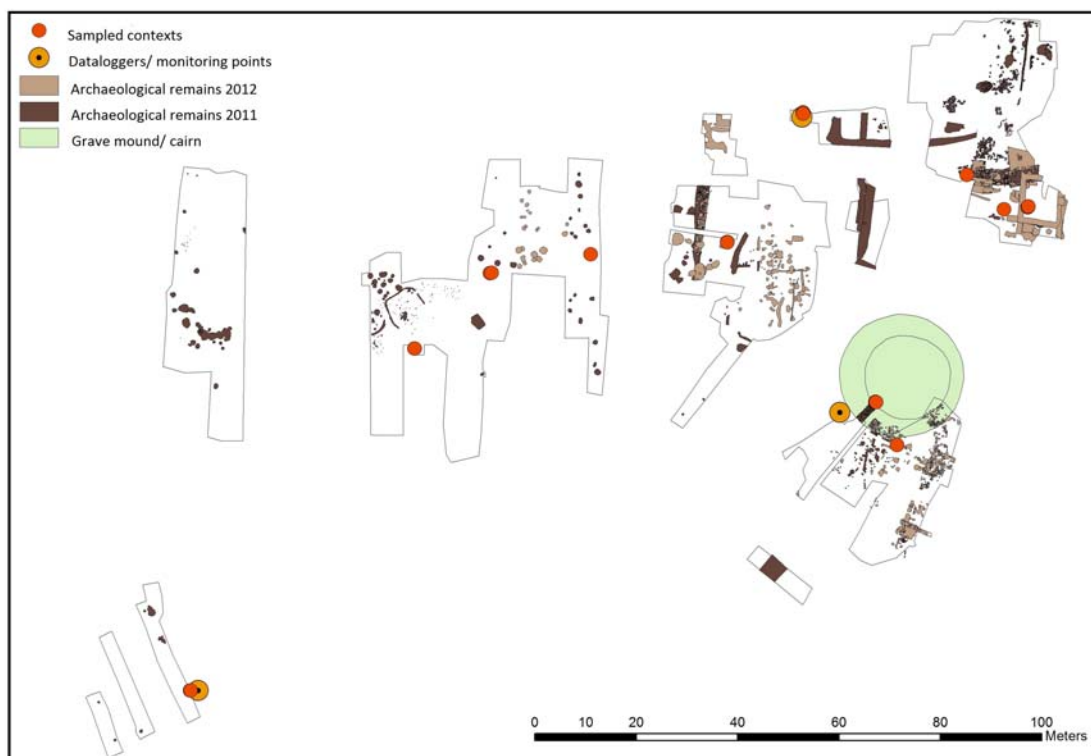 Sampled contexts
Dataloggers/ monitoring points
Archaeological remains 2012
Archaeological remains 2011
Grave mound/ cairn
0 10 20 40 60 80 100
Meters